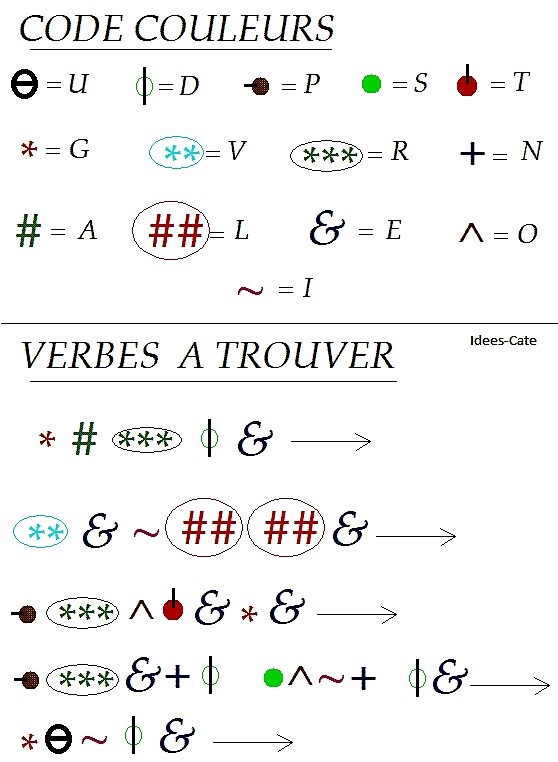 CODE COULEURS
Ꮎ = U ⏀ = D = P ● = S = T
* = G ** = V *** = R + = N
# = A ## = L & = E ^ = O
~ = I
Idees-Cate
VERBES A TROUVER
* # *** ⏀ & →
** & ~ ## ## & →
*** ^ & * & →
*** & + ⏀ ● ^ ~ + ⏀ & →
* Ꮎ ~ ⏀ & →